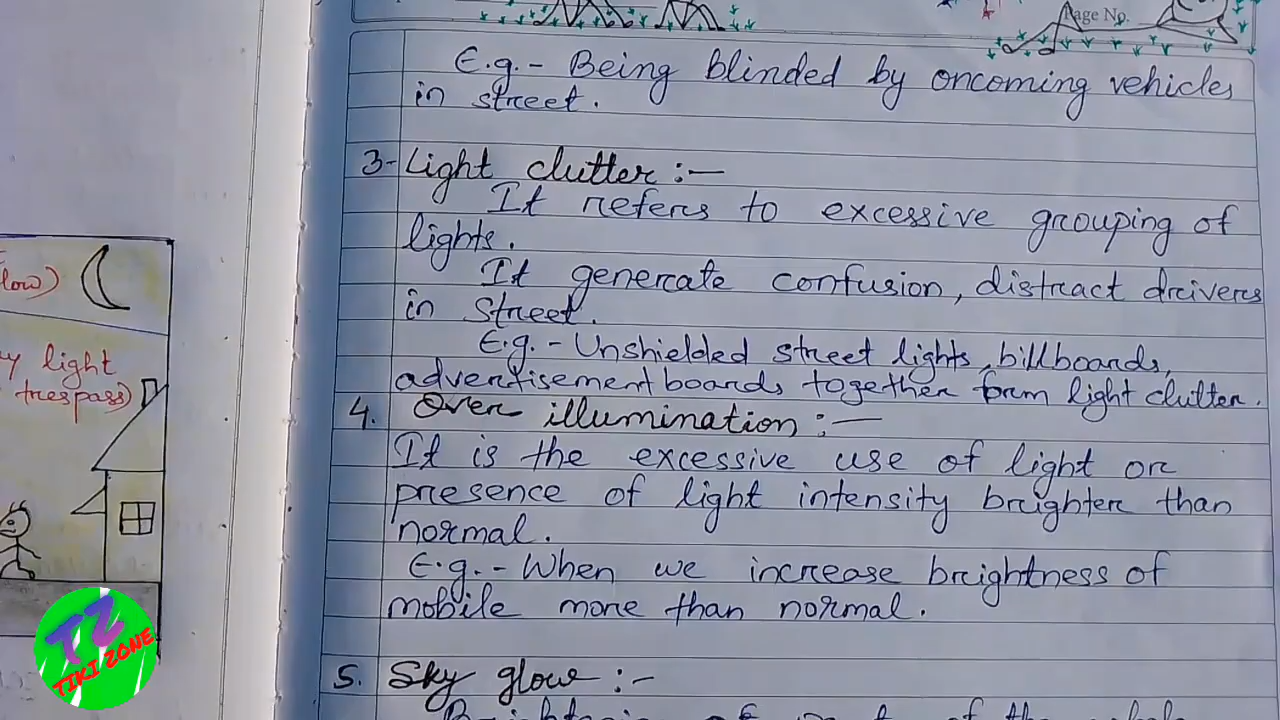 Page No.
E.g. - Being blinded by oncoming vehicles
in street.
3- Light clutter :-
It refers to excessive grouping of
lights.
It generate confusion, distract drivers
in street.
E.g. - Unshielded street lights, billboards,
advertisement boards together form light clutter.
4. Over illumination :-
It is the excessive use of light or
presence of light intensity brighter than
normal.
E.g. - When we increase brightness of
mobile more than normal.
5. Sky glow :-
low)
light
trespass)
TZ
TIKI ZONE